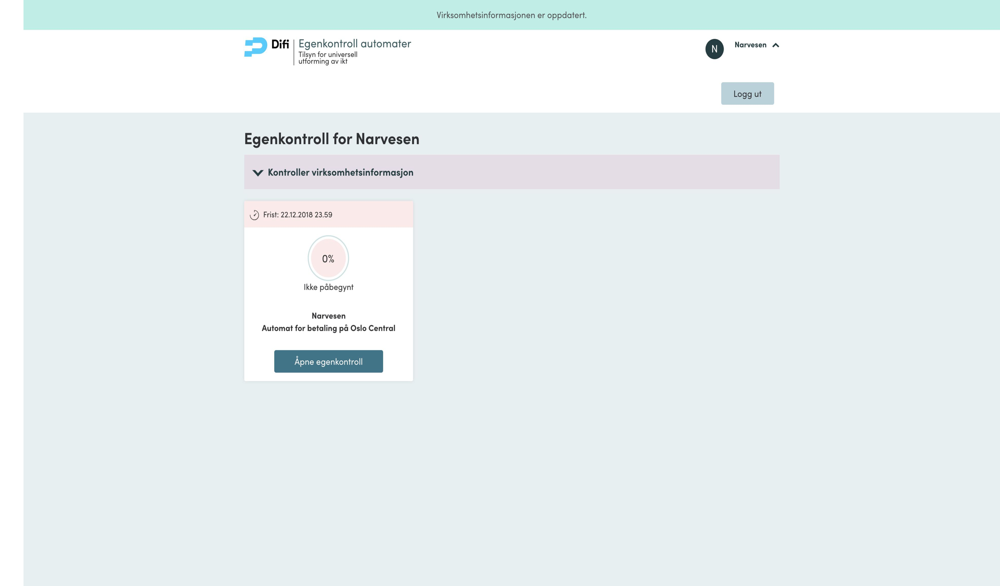 Virksomhetsinformasjonen er oppdatert.
Difi
Egenkontroll automater
Tilsyn for universell
utforming av ikt
N
Narvesen
Logg ut
Egenkontroll for Narvesen
Kontroller virksomhetsinformasjon
Frist: 22.12.2018 23.59
0%
Ikke påbegynt
Narvesen
Automat for betaling på Oslo Central
Åpne egenkontroll